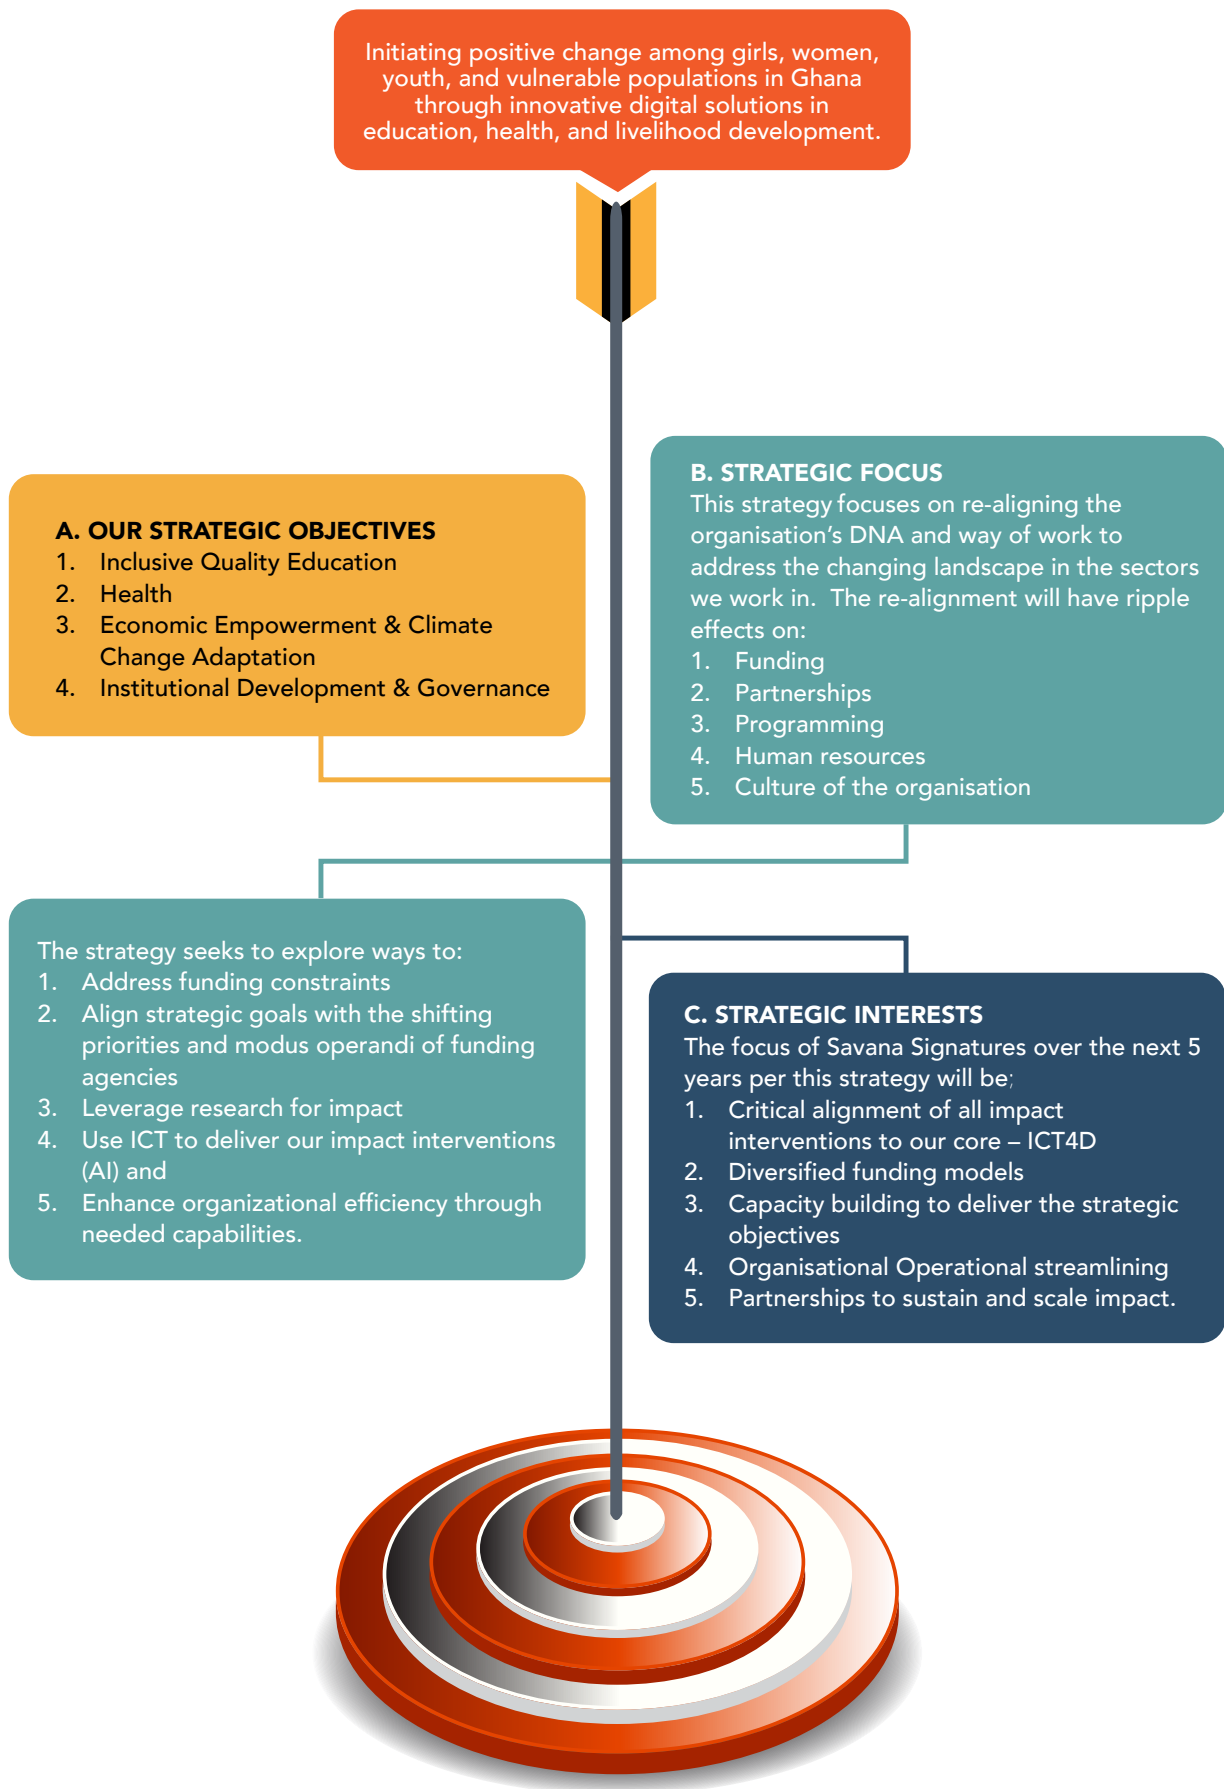 Initiating positive change among girls, women,
youth, and vulnerable populations in Ghana
through innovative digital solutions in
education, health, and livelihood development.
A. OUR STRATEGIC OBJECTIVES
1. Inclusive Quality Education
2. Health
3. Economic Empowerment & Climate
Change Adaptation
4. Institutional Development & Governance
B. STRATEGIC FOCUS
This strategy focuses on re-aligning the
organisation’s DNA and way of work to
address the changing landscape in the sectors
we work in. The re-alignment will have ripple
effects on:
1. Funding
2. Partnerships
3. Programming
4. Human resources
5. Culture of the organisation
The strategy seeks to explore ways to:
1. Address funding constraints
2. Align strategic goals with the shifting
priorities and modus operandi of funding
agencies
3. Leverage research for impact
4. Use ICT to deliver our impact interventions
(AI) and
5. Enhance organizational efficiency through
needed capabilities.
C. STRATEGIC INTERESTS
The focus of Savana Signatures over the next 5
years per this strategy will be;
1. Critical alignment of all impact
interventions to our core – ICT4D
2. Diversified funding models
3. Capacity building to deliver the strategic
objectives
4. Organisational Operational streamlining
5. Partnerships to sustain and scale impact.